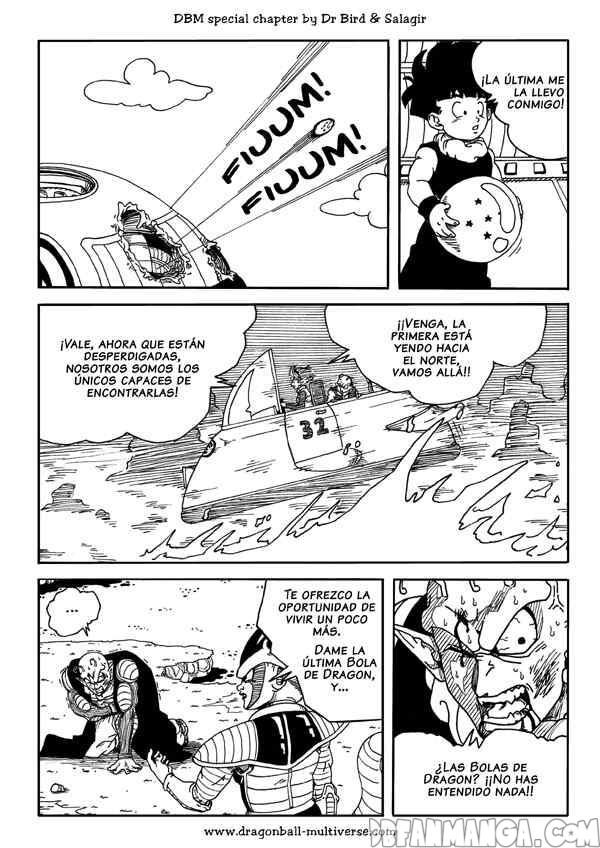 DBM special chapter by Dr Bird & Salagir
FIUUM!
FIUUM!
¡LA ÚLTIMA ME
LA LLEVO
CONMIGO!
¡VALE, AHORA QUE ESTÁN
DESPERDIGADAS,
NOSOTROS SOMOS LOS
ÚNICOS CAPACES DE
ENCONTRARLAS!
¡¡VENGA, LA
PRIMERA ESTÁ
YENDO HACIA
EL NORTE,
VAMOS ALLÁ!!
32
...
TE OFREZCO LA
OPORTUNIDAD DE
VIVIR UN POCO
MÁS.
DAME LA
ÚLTIMA BOLA
DE DRAGON,
Y...
¿LAS BOLAS DE
DRAGON? ¡¡NO HAS
ENTENDIDO NADA!!
www.dragonball-multiverse.com
DBFANMANGA.COM